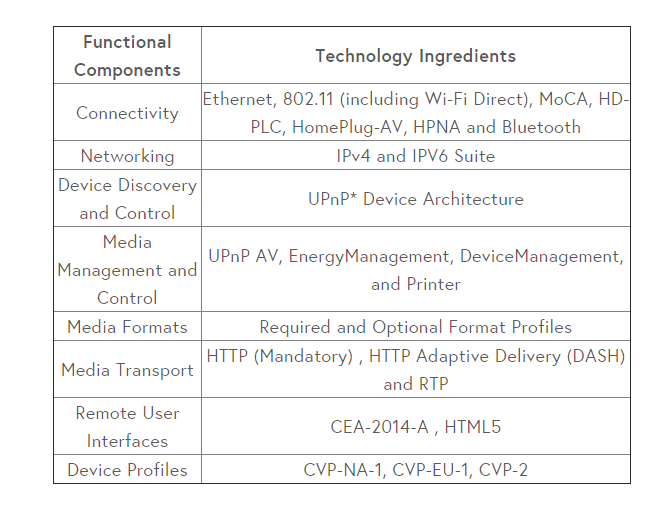 Functional
Components
Technology Ingredients
Connectivity
Ethernet, 802.11 (including Wi-Fi Direct), MoCA, HD-
PLC, HomePlug-AV, HPNA and Bluetooth
Networking
IPv4 and IPV6 Suite
Device Discovery
and Control
UPnP* Device Architecture
Media
Management and
Control
UPnP AV, EnergyManagement, DeviceManagement,
and Printer
Media Formats
Required and Optional Format Profiles
Media Transport
HTTP (Mandatory) , HTTP Adaptive Delivery (DASH)
and RTP
Remote User
Interfaces
CEA-2014-A , HTML5
Device Profiles
CVP-NA-1, CVP-EU-1, CVP-2